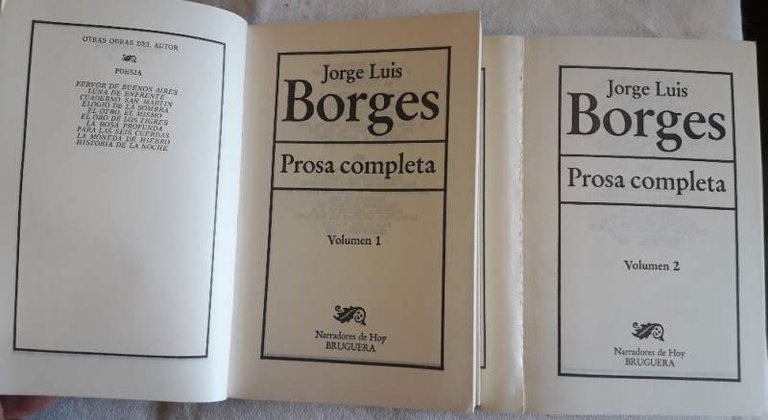 OTRAS OBRAS DEL AUTOR
POESIA
FERVOR DE BUENOS AIRES
LUNA DE ENFRENTE
CUADERNO SAN MARTIN
ELOGIO DE LA SOMBRA
EL OTRO, EL MISMO
EL ORO DE LOS TIGRES
LA ROSA PROFUNDA
PARA LAS SEIS CUERDAS
LA MONEDA DE HIERRO
HISTORIA DE LA NOCHE
Jorge Luis
Borges
Prosa completa
Volumen 1
Narradores de Hoy
BRUGUERA
Jorge Luis
Borges
Prosa completa
Volumen 2
Narradores de Hoy
BRUGUERA